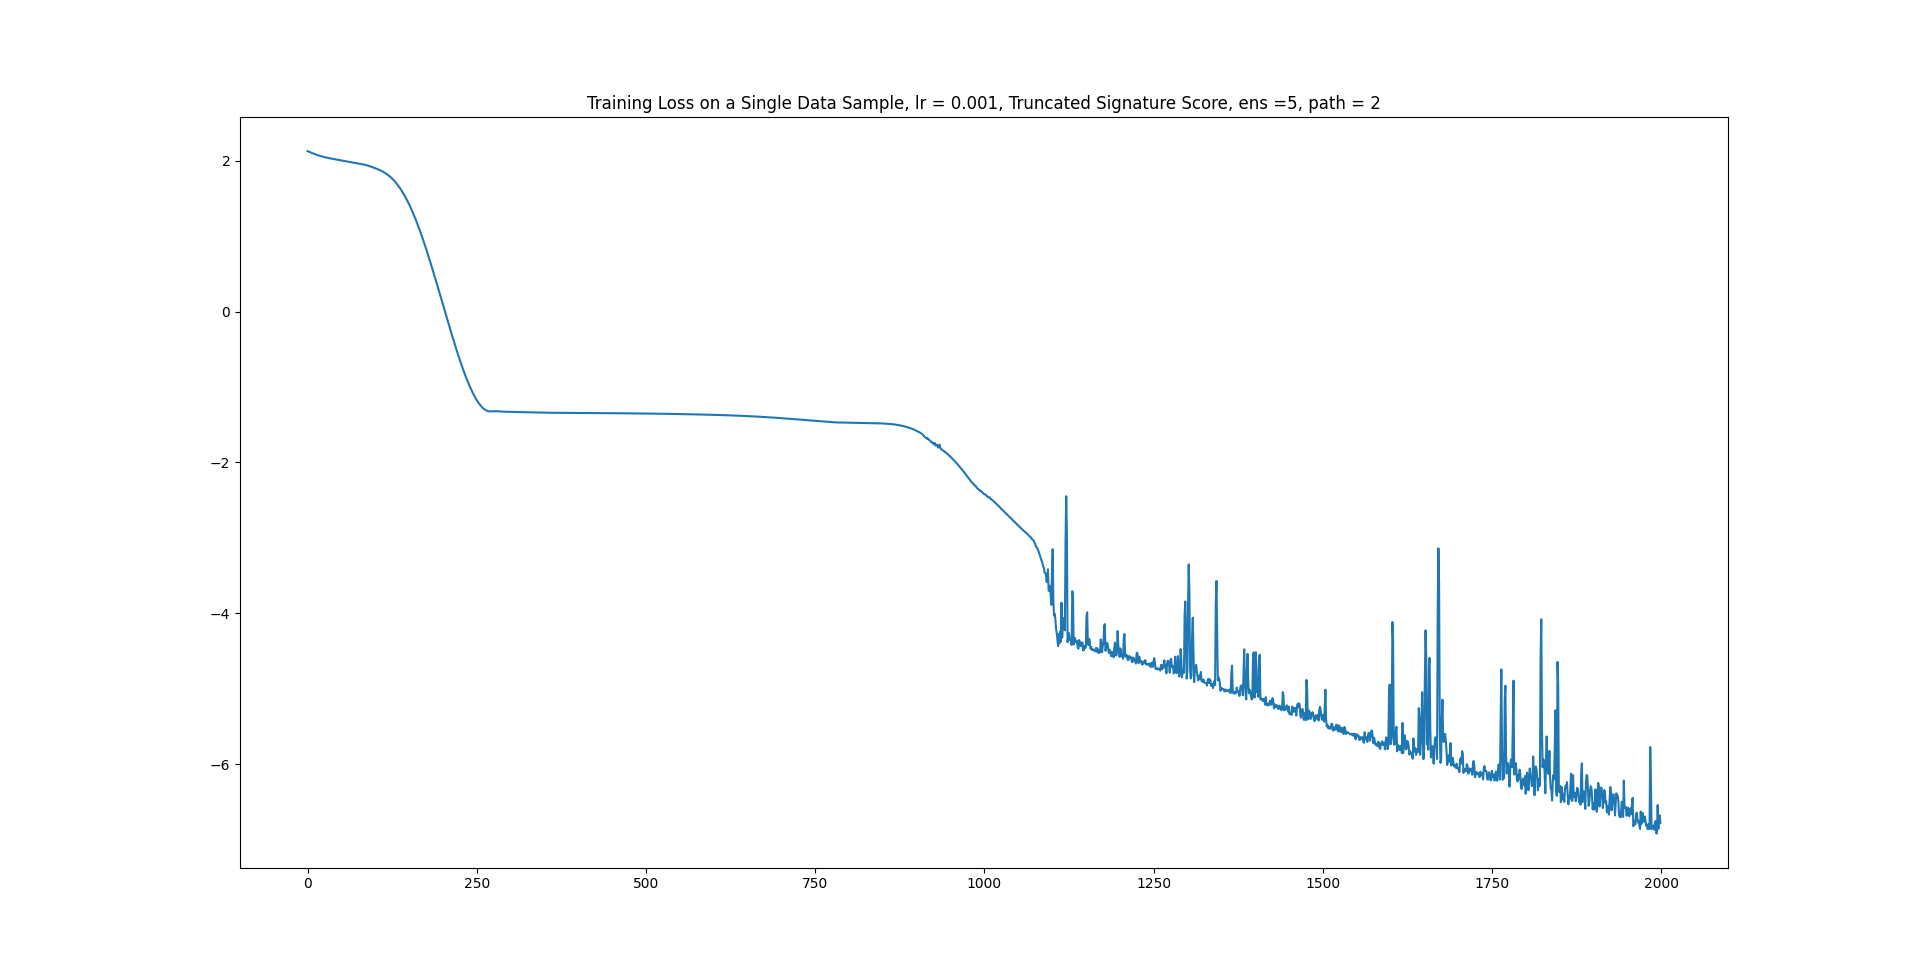 Training Loss on a Single Data Sample, lr = 0.001, Truncated Signature Score, ens =5, path = 2
2
0
−2
−4
−6
0 250 500 750 1000 1250 1500 1750 2000